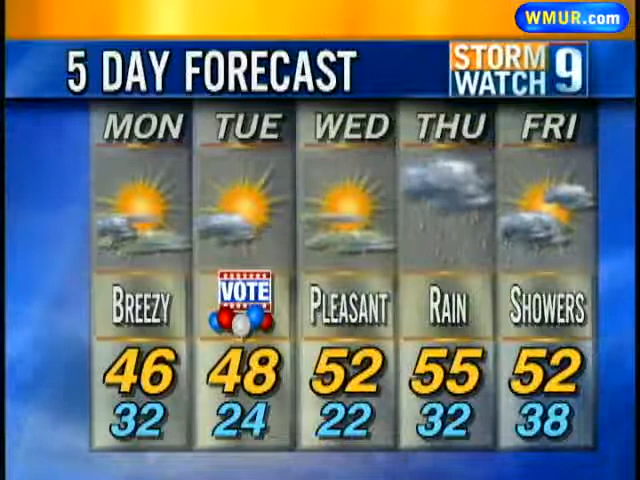 WMUR.com
5 DAY FORECAST
STORM
WATCH 9
MON TUE WED THU FRI
VOTE
BREEZY PLEASANT RAIN SHOWERS
46 48 52 55 52
32 24 22 32 38